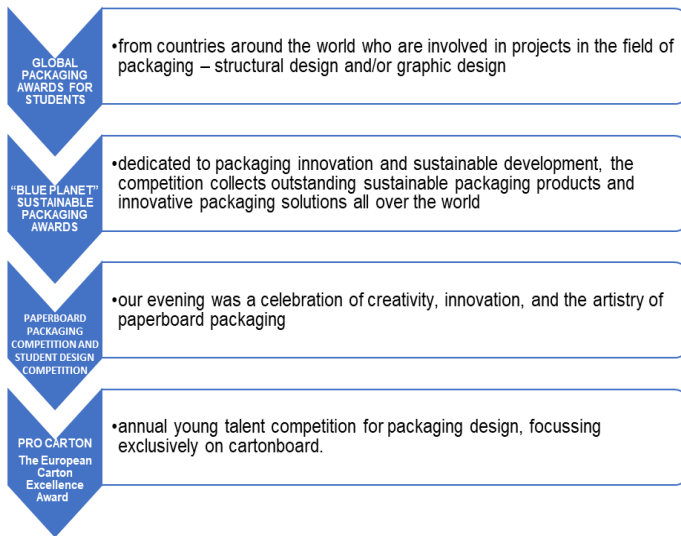 GLOBAL
PACKAGING
AWARDS FOR
STUDENTS
•from countries around the world who are involved in projects in the field of
packaging – structural design and/or graphic design
“BLUE PLANET”
SUSTAINABLE
PACKAGING
AWARDS
•dedicated to packaging innovation and sustainable development, the
competition collects outstanding sustainable packaging products and
innovative packaging solutions all over the world
PAPERBOARD
PACKAGING
COMPETITION AND
STUDENT DESIGN
COMPETITION
•our evening was a celebration of creativity, innovation, and the artistry of
paperboard packaging
PRO CARTON
The European
Carton
Excellence
Award
•annual young talent competition for packaging design, focussing
exclusively on cartonboard.